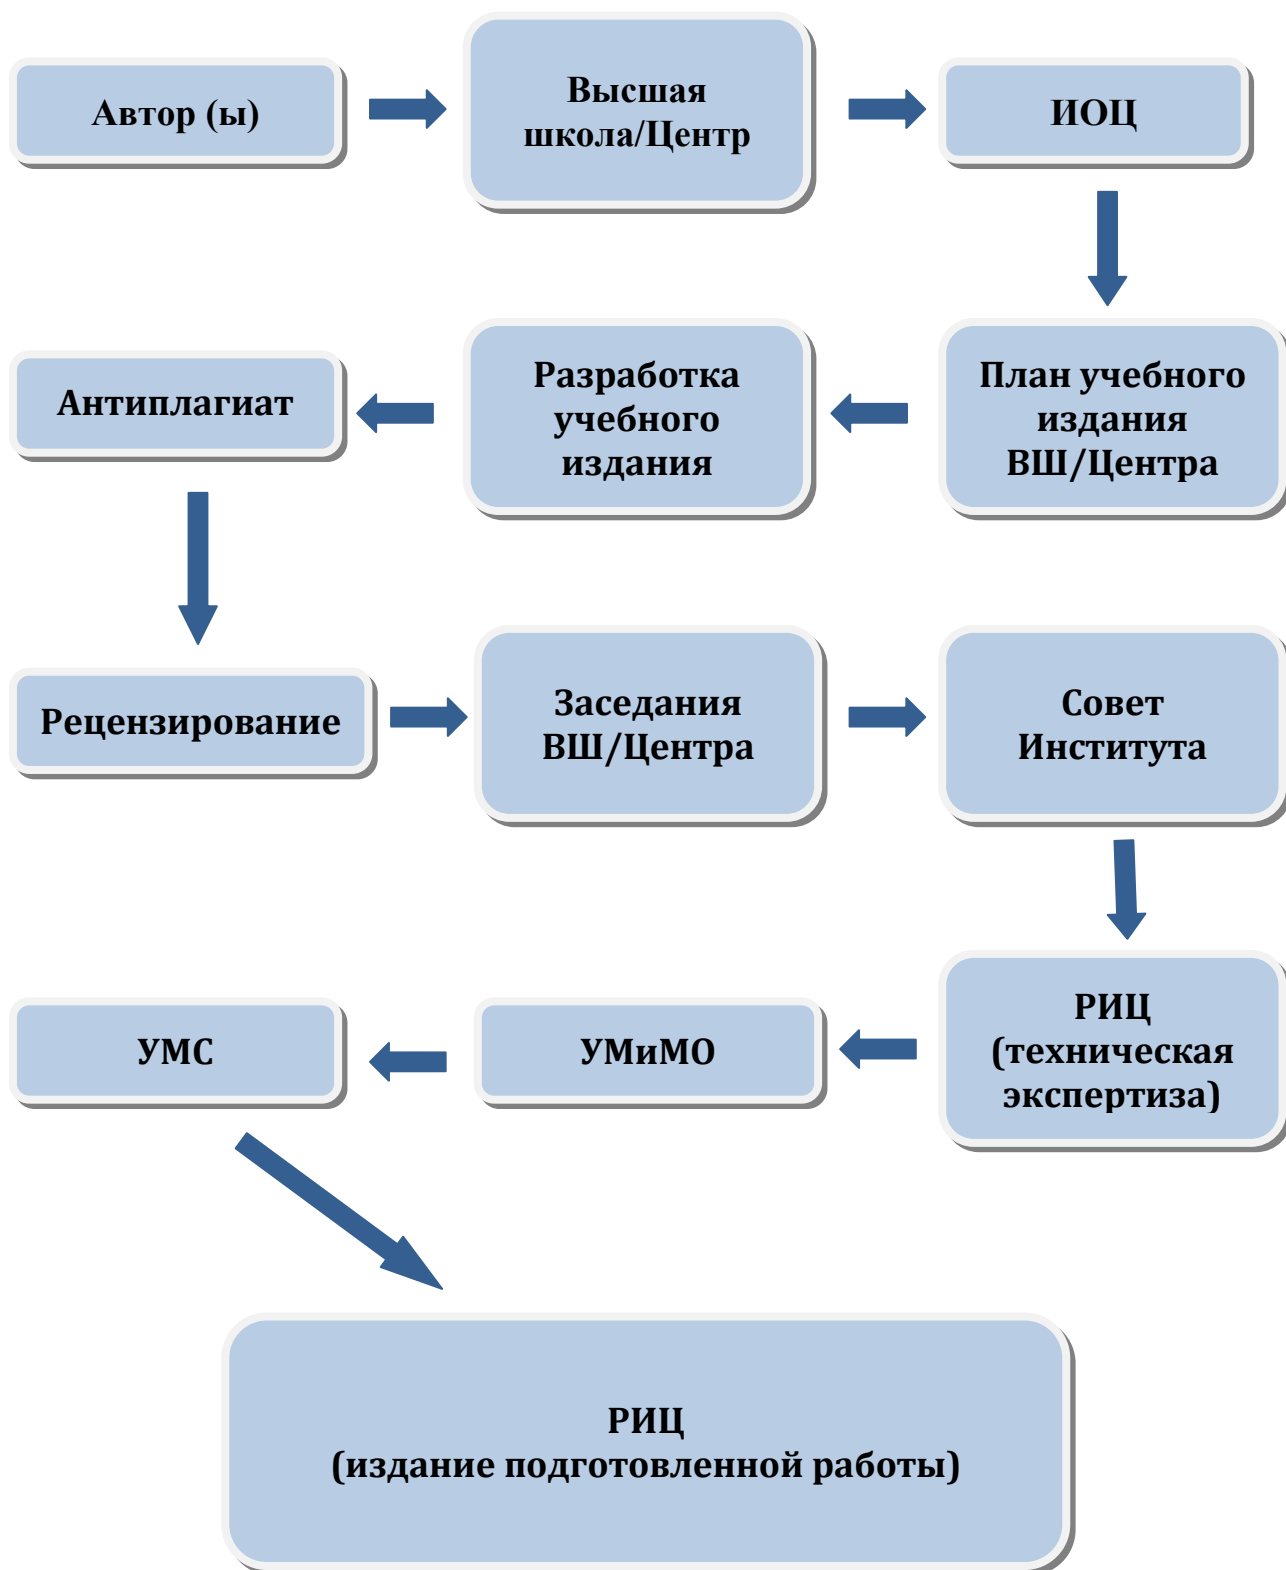 Автор (ы)
Высшая
школа/Центр
ИОЦ
План учебного
издания
ВШ/Центра
Разработка
учебного
издания
Антиплагиат
Рецензирование
Заседания
ВШ/Центра
Совет
Института
РИЦ
(техническая
экспертиза)
УМиМО
УМС
РИЦ
(издание подготовленной работы)